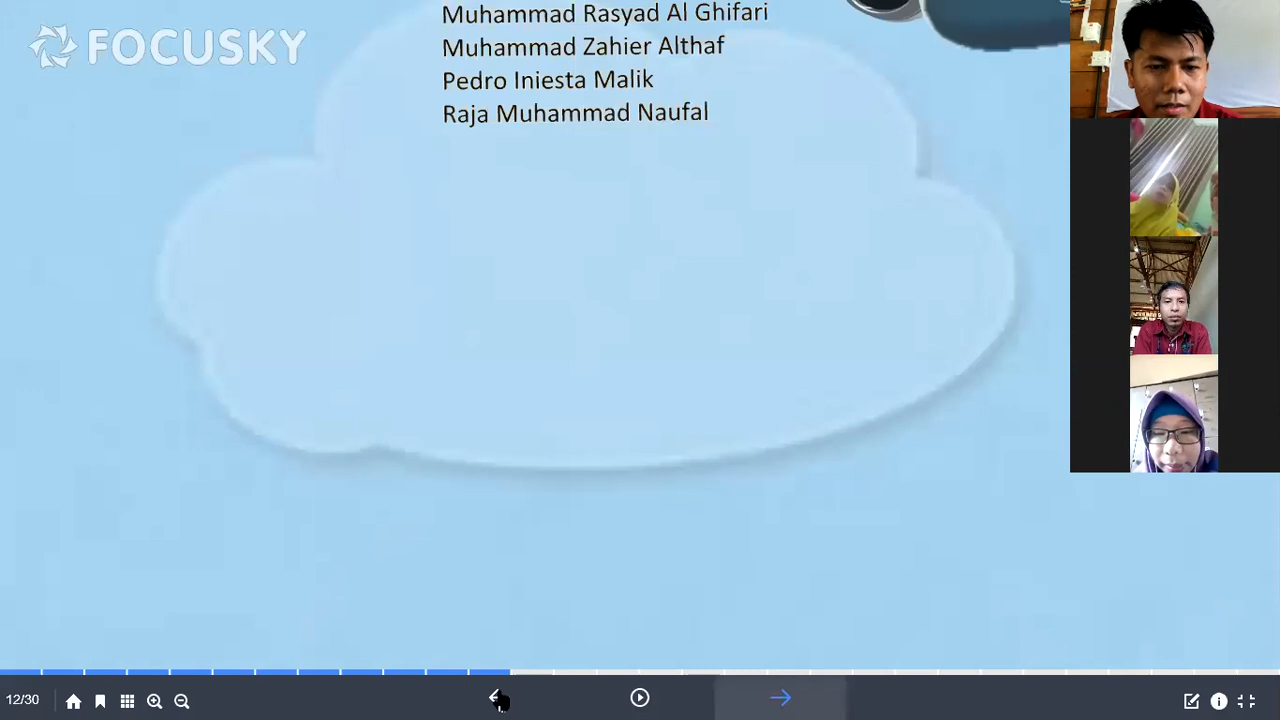 FOCUSKY
Muhammad Rasyad Al Ghifari
Muhammad Zahier Althaf
Pedro Iniesta Malik
Raja Muhammad Naufal
12/30